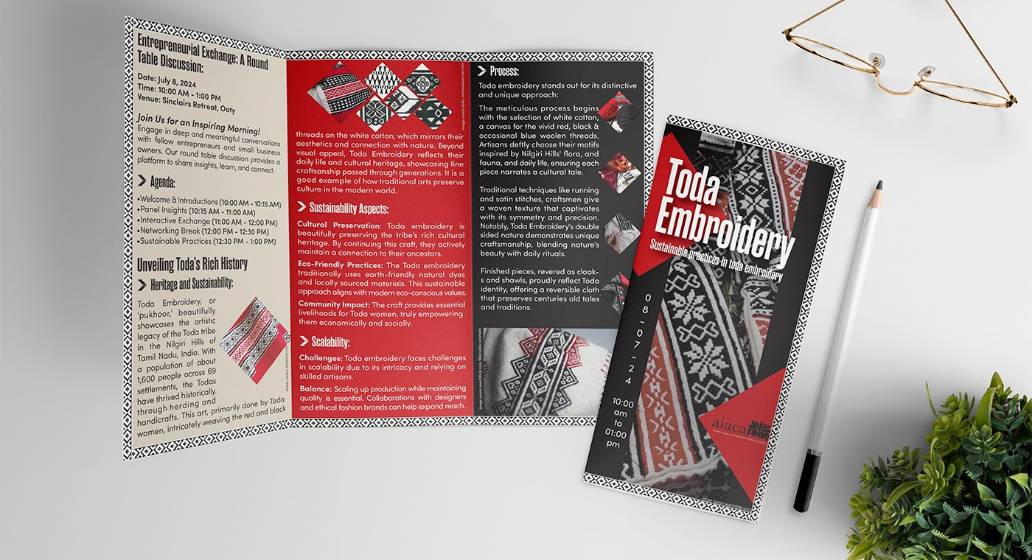 Entrepreneurial Exchange: A Round
Table Discussion:
Date: July 8, 2024
Time: 10:00 AM - 1:00 PM
Venue: Sinclairs Retreat, Ooty
Join Us for an Inspiring Morning!
Engage in deep and meaningful conversations
with fellow entrepreneurs and small business
owners. Our round table discussion provides a
platform to share insights, learn, and connect.
Agenda:
•Welcome & Introductions (10:00 AM - 10:15 AM)
•Panel Insights (10:15 AM - 11:00 AM)
•Interactive Exchange (11:00 AM - 12:00 PM)
•Networking Break (12:00 PM - 12:30 PM)
•Sustainable Practices (12:30 PM - 1:00 PM)
Unveiling Toda's Rich History
Heritage and Sustainability:
Toda Embroidery, or
'pukhoor,' beautifully
showcases the artistic
legacy of the Toda tribe
in the Nilgiri Hills of
Tamil Nadu, India. With
a population of about
1,600 people across 69
settlements, the Todas
have thrived historically.
through herding and
handicrafts. This art, primarily done by Toda
women, intricately weaving the red and black
threads on the white cotton, which mirrors their
aesthetics and connection with nature. Beyond
visual appeal, Toda Embroidery reflects their
daily life and cultural heritage, showcasing fine
craftsmanship passed through generations. It is a
good example of how traditional arts preserve
culture in the modern world.
Sustainability Aspects:
Cultural Preservation: Toda embroidery is
beautifully preserving the tribe's rich cultural
heritage. By continuing this craft, they actively
maintain a connection to their ancestors.
Eco-Friendly Practices: The Toda embroidery
traditionally uses earth-friendly natural dyes
and locally sourced materials. This sustainable
approach aligns with modern eco-conscious values.
Community Impact: The craft provides essential
livelihoods for Toda women, truly empowering
them economically and socially.
Scalability:
Challenges: Toda embroidery faces challenges
in scalability due to its intricacy and relying on
skilled artisans.
Balance: Scaling up production while maintaining
quality is essential. Collaborations with designers
and ethical fashion brands can help expand reach.
Process:
Toda embroidery stands out for its distinctive
and unique approach:
The meticulous process begins
with the selection of white cotton,
a canvas for the vivid red, black &
occasional blue woolen threads.
Artisans deftly choose their motifs
inspired by Nilgiri Hills' flora, and
fauna, and daily life, ensuring each
piece narrates a cultural tale.
Traditional techniques like running
and satin stitches, craftsmen give
a woven texture that captivates
with its symmetry and precision.
Notably, Toda Embroidery's double
sided nature demonstrates unique
craftsmanship, blending nature's
beauty with daily rituals.
Finished pieces, revered as cloak-
s and shawls, proudly reflect Toda
identity, offering a reversible cloth
that preserves centuries old tales
and traditions.
Toda
Embroidery
Sustainable practices in toda embroidery
08-07-24
10:00
am
to
01:00
pm
aiaca